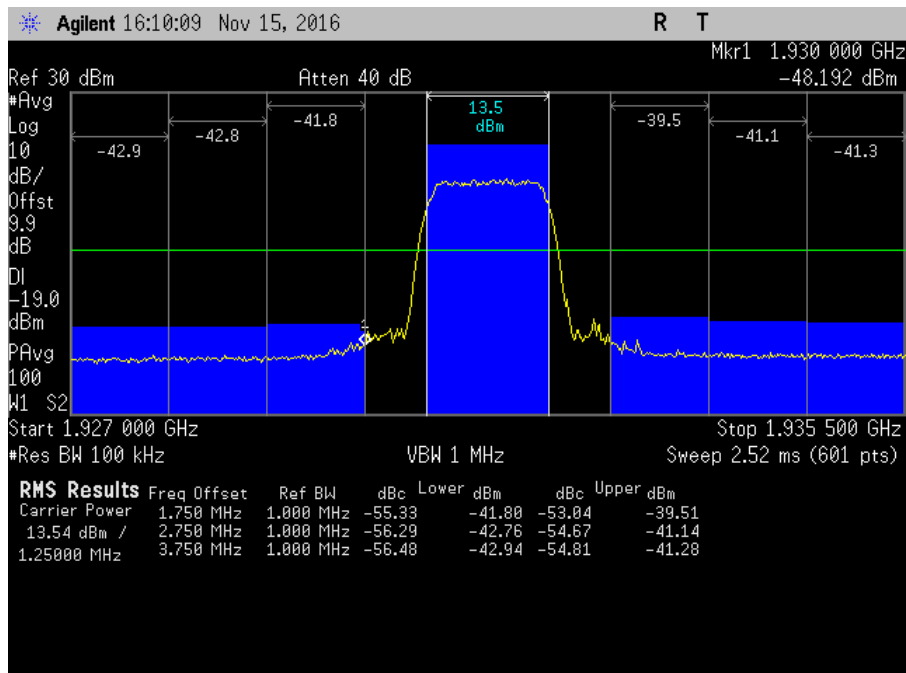 Agilent 16:10:09 Nov 15, 2016 R T
Mkr1 1.930 000 GHz
Ref 30 dBm Atten 40 dB -48.192 dBm
#Avg
Log
10
dB/
Offst
9.9
dB
DI
-19.0
dBm
PAvg
100
W1 S2
-42.9
-42.8
-41.8
13.5
dBm
-39.5
-41.1
-41.3
1
Start 1.927 000 GHz Stop 1.935 500 GHz
#Res BW 100 kHz VBW 1 MHz Sweep 2.52 ms (601 pts)
RMS Results Freq Offset Ref BW dBc Lower dBm dBc Upper dBm
Carrier Power 1.750 MHz 1.000 MHz -55.33 -41.80 -53.04 -39.51
13.54 dBm / 2.750 MHz 1.000 MHz -56.29 -42.76 -54.67 -41.14
1.25000 MHz 3.750 MHz 1.000 MHz -56.48 -42.94 -54.81 -41.28